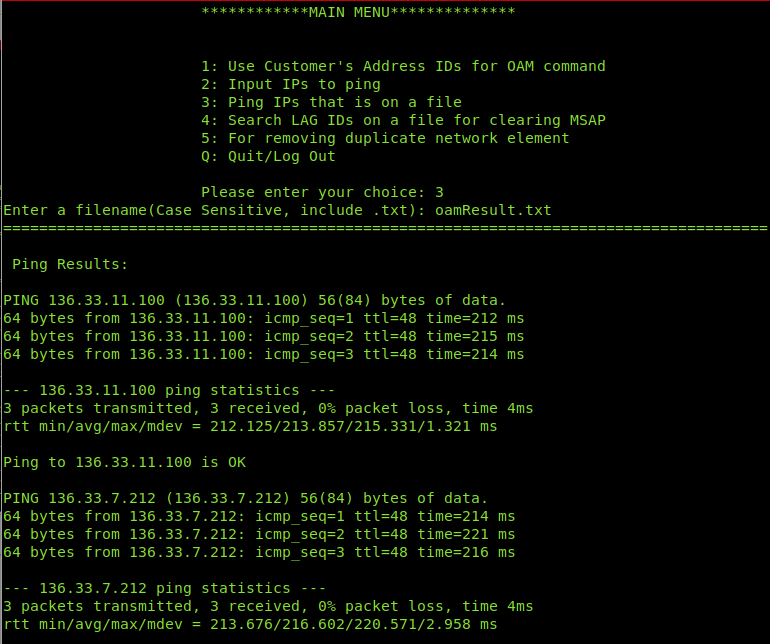 ************MAIN MENU**************
1: Use Customer's Address IDs for OAM command
2: Input IPs to ping
3: Ping IPs that is on a file
4: Search LAG IDs on a file for clearing MSAP
5: For removing duplicate network element
Q: Quit/Log Out
Please enter your choice: 3
Enter a filename(Case Sensitive, include .txt): oamResult.txt
=====================================================================================
Ping Results:
PING 136.33.11.100 (136.33.11.100) 56(84) bytes of data.
64 bytes from 136.33.11.100: icmp_seq=1 ttl=48 time=212 ms
64 bytes from 136.33.11.100: icmp_seq=2 ttl=48 time=215 ms
64 bytes from 136.33.11.100: icmp_seq=3 ttl=48 time=214 ms
--- 136.33.11.100 ping statistics ---
3 packets transmitted, 3 received, 0% packet loss, time 4ms
rtt min/avg/max/mdev = 212.125/213.857/215.331/1.321 ms
Ping to 136.33.11.100 is OK
PING 136.33.7.212 (136.33.7.212) 56(84) bytes of data.
64 bytes from 136.33.7.212: icmp_seq=1 ttl=48 time=214 ms
64 bytes from 136.33.7.212: icmp_seq=2 ttl=48 time=221 ms
64 bytes from 136.33.7.212: icmp_seq=3 ttl=48 time=216 ms
--- 136.33.7.212 ping statistics ---
3 packets transmitted, 3 received, 0% packet loss, time 4ms
rtt min/avg/max/mdev = 213.676/216.602/220.571/2.958 ms